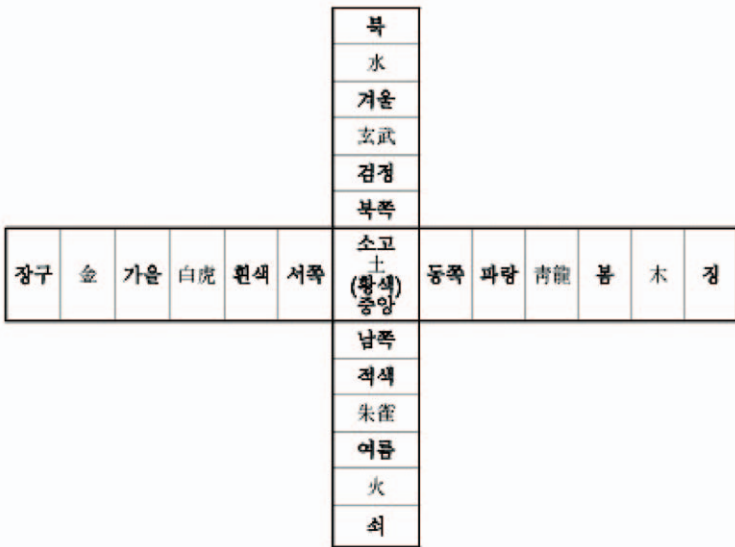 북
水
겨울
玄武
검정
북쪽
장구 金 가을 白虎 흰색 서쪽 소고 동쪽 파랑 靑龍 봄 木 징
土
(황색)
중앙
남쪽
적색
朱雀
여름
火
쇠